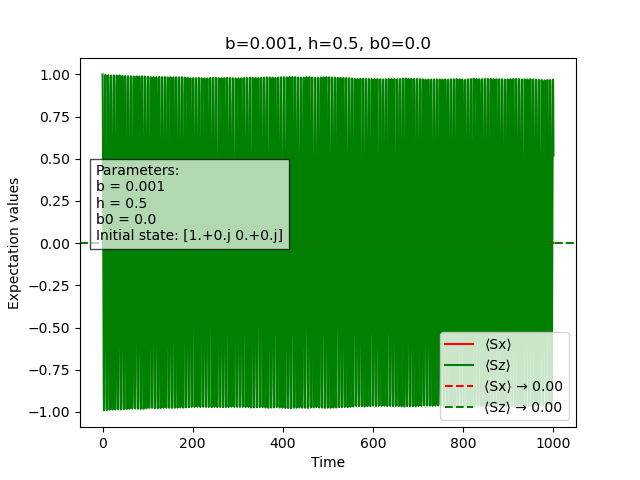 b=0.001, h=0.5, b0=0.0
Expectation values
1.00
0.75
0.50
0.25
0.00
−0.25
−0.50
−0.75
−1.00
Parameters:
b = 0.001
h = 0.5
b0 = 0.0
Initial state: [1.+0.j 0.+0.j]
⟨Sx⟩
⟨Sz⟩
⟨Sx⟩ → 0.00
⟨Sz⟩ → 0.00
0 200 400 600 800 1000
Time